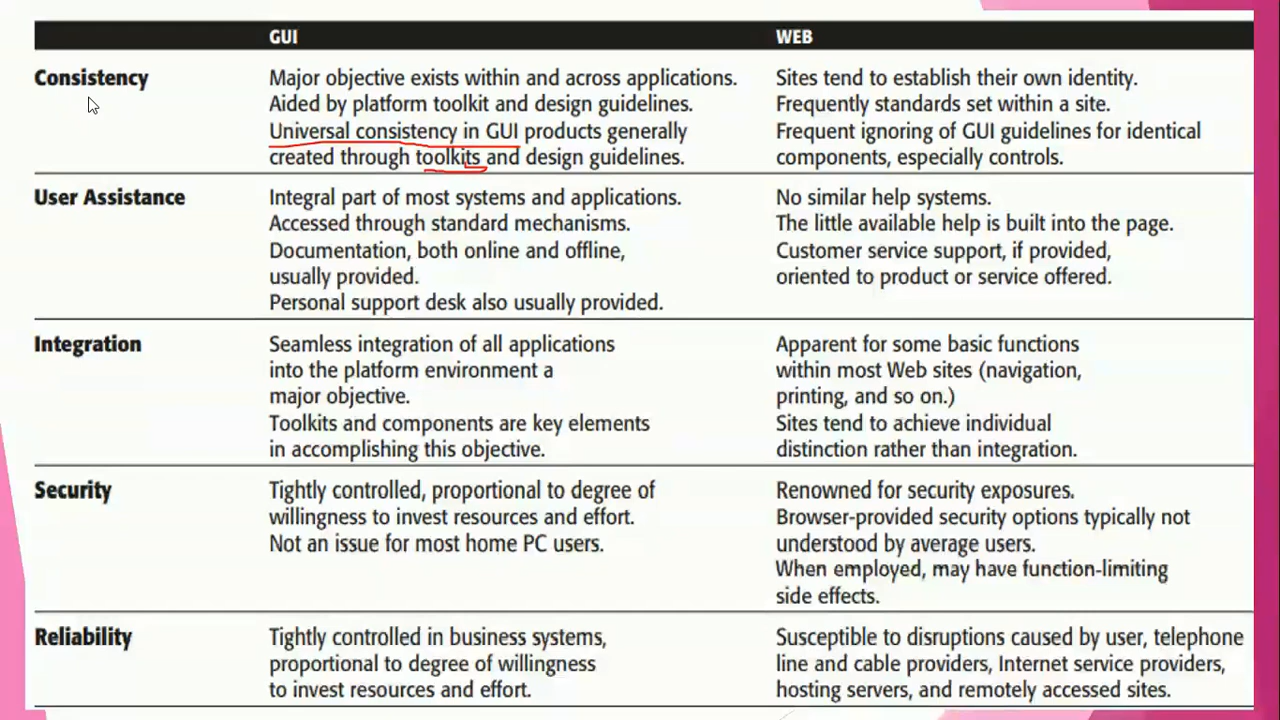 GUI WEB
Consistency
Major objective exists within and across applications.
Aided by platform toolkit and design guidelines.
Universal consistency in GUI products generally
created through toolkits and design guidelines.
Sites tend to establish their own identity.
Frequently standards set within a site.
Frequent ignoring of GUI guidelines for identical
components, especially controls.
User Assistance
Integral part of most systems and applications.
Accessed through standard mechanisms.
Documentation, both online and offline,
usually provided.
Personal support desk also usually provided.
No similar help systems.
The little available help is built into the page.
Customer service support, if provided,
oriented to product or service offered.
Integration
Seamless integration of all applications
into the platform environment a
major objective.
Toolkits and components are key elements
in accomplishing this objective.
Apparent for some basic functions
within most Web sites (navigation,
printing, and so on.)
Sites tend to achieve individual
distinction rather than integration.
Security
Tightly controlled, proportional to degree of
willingness to invest resources and effort.
Not an issue for most home PC users.
Renowned for security exposures.
Browser-provided security options typically not
understood by average users.
When employed, may have function-limiting
side effects.
Reliability
Tightly controlled in business systems,
proportional to degree of willingness
to invest resources and effort.
Susceptible to disruptions caused by user, telephone
line and cable providers, Internet service providers,
hosting servers, and remotely accessed sites.